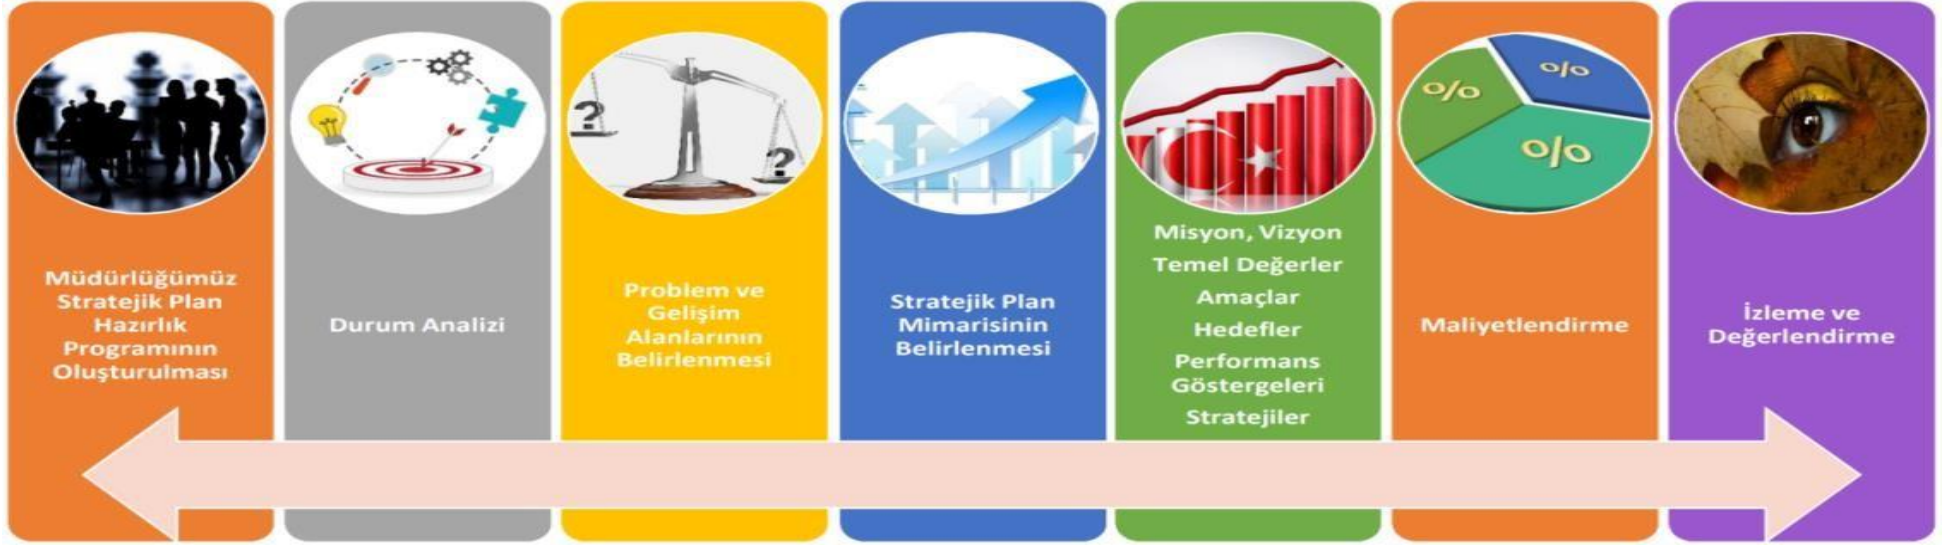 Müdürlüğümüz
Stratejik Plan
Hazırlık
Programının
Oluşturulması
Durum Analizi
Problem ve
Gelişim
Alanlarının
Belirlenmesi
Stratejik Plan
Mimarisinin
Belirlenmesi
Misyon, Vizyon
Temel Değerler
Amaçlar
Hedefler
Performans
Göstergeleri
Stratejiler
Maliyetlendirme
İzleme ve
Değerlendirme
? ?
% % %